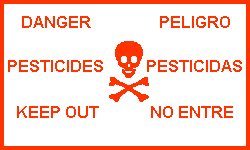 DANGER PELIGRO
PESTICIDES PESTICIDAS
KEEP OUT NO ENTRE